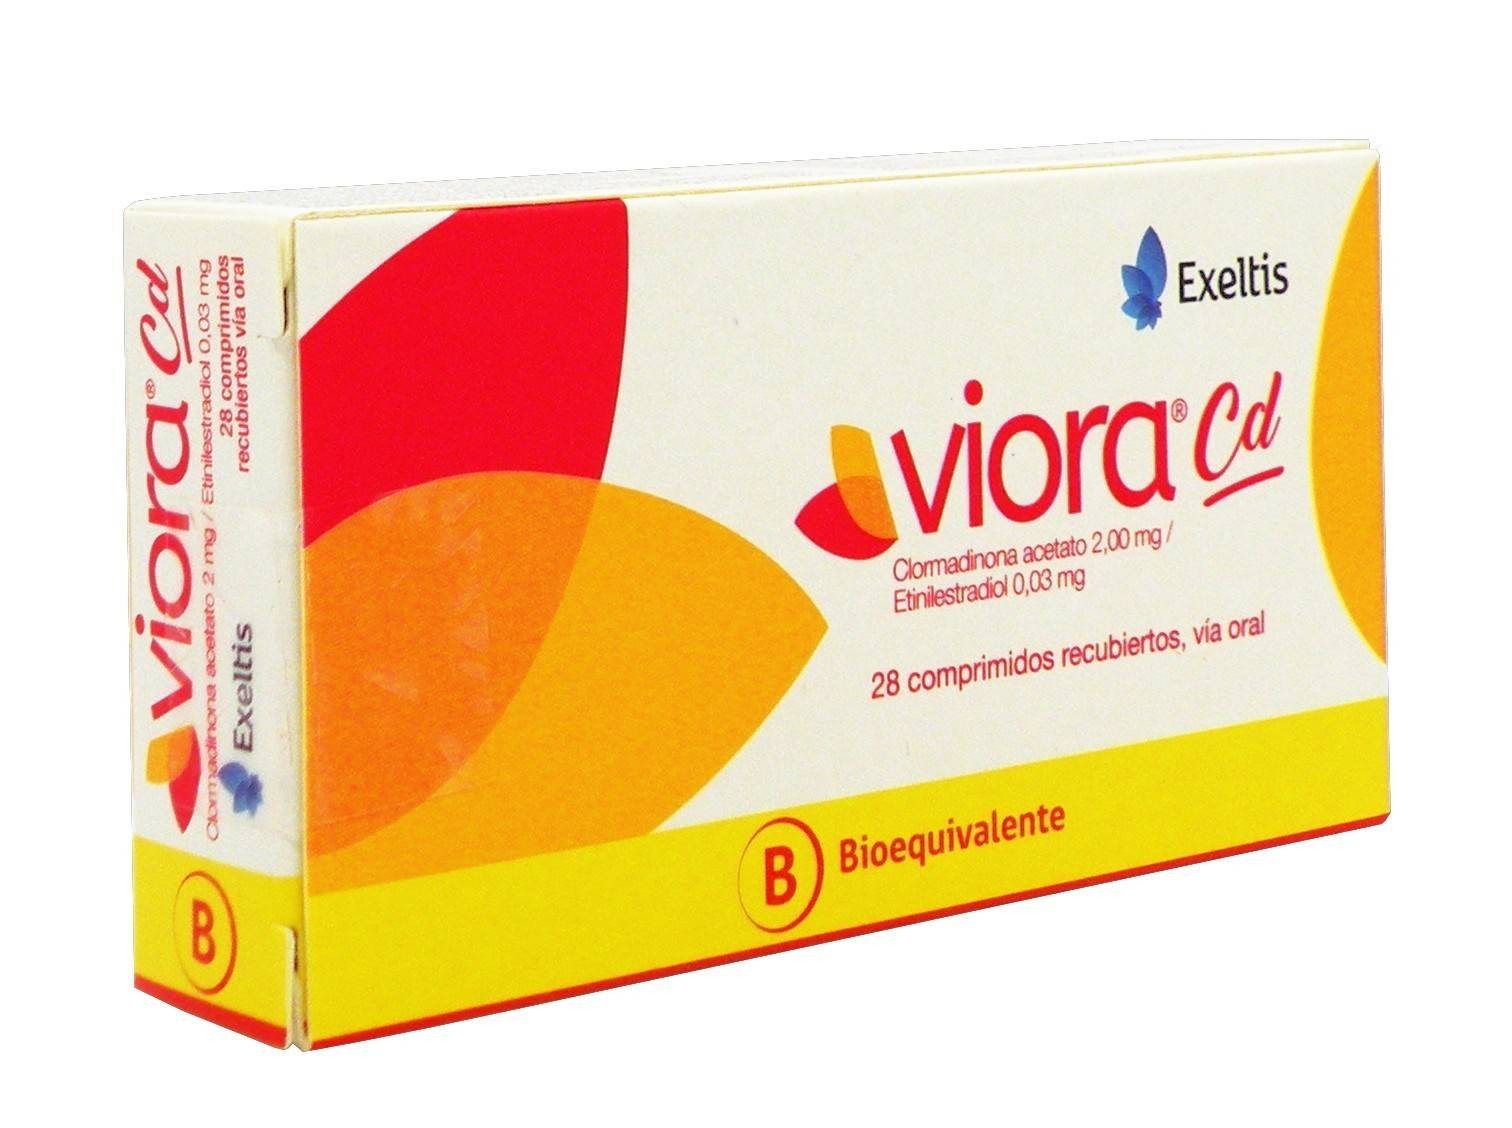 Exeltis
viora® Cd
Clormadinona acetato 2,00 mg /
Etinilestradiol 0,03 mg
28 comprimidos recubiertos, vía oral
B Bioequivalente
viora® Cd
Clormadinona acetato 2 mg / Etinilestradiol 0,03 mg
28 comprimidos
recubiertos vía oral
Exeltis
B